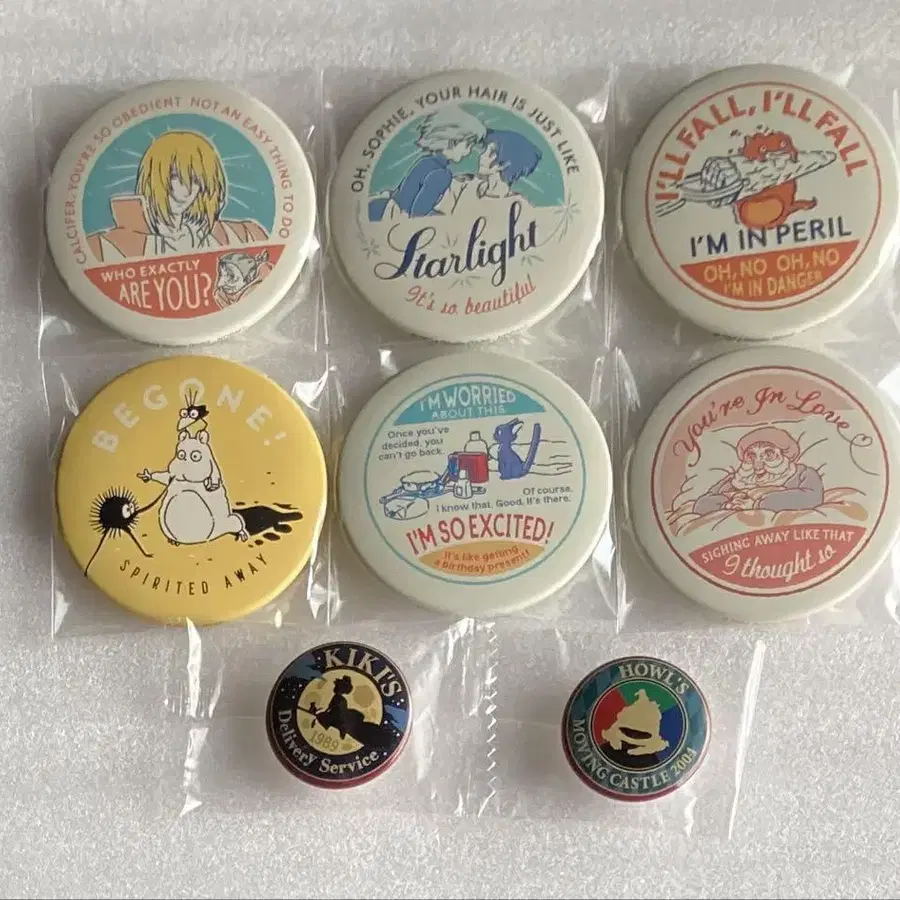 CALCIFER, YOU'RE SO OBEDIENT NOT AN EASY THING TO DO
WHO EXACTLY
ARE YOU?
OH, SOPHIE, YOUR HAIR IS JUST LIKE
Starlight
It's so beautiful
I'LL FALL, I'LL FALL
I'M IN PERIL
OH, NO OH, NO
I'M IN DANGER
BEGONE!
SPIRITED AWAY
I'M WORRIED
ABOUT THIS.
Once you've
decided, you
can't go back.
Of course,
I know that. Good. It's there.
I'M SO EXCITED!
It's like getting
a birthday present!
You're In Love
SIGHING AWAY LIKE THAT
I thought so
KIKI'S
1989
Delivery Service
HOWL'S
MOVING CASTLE 2004